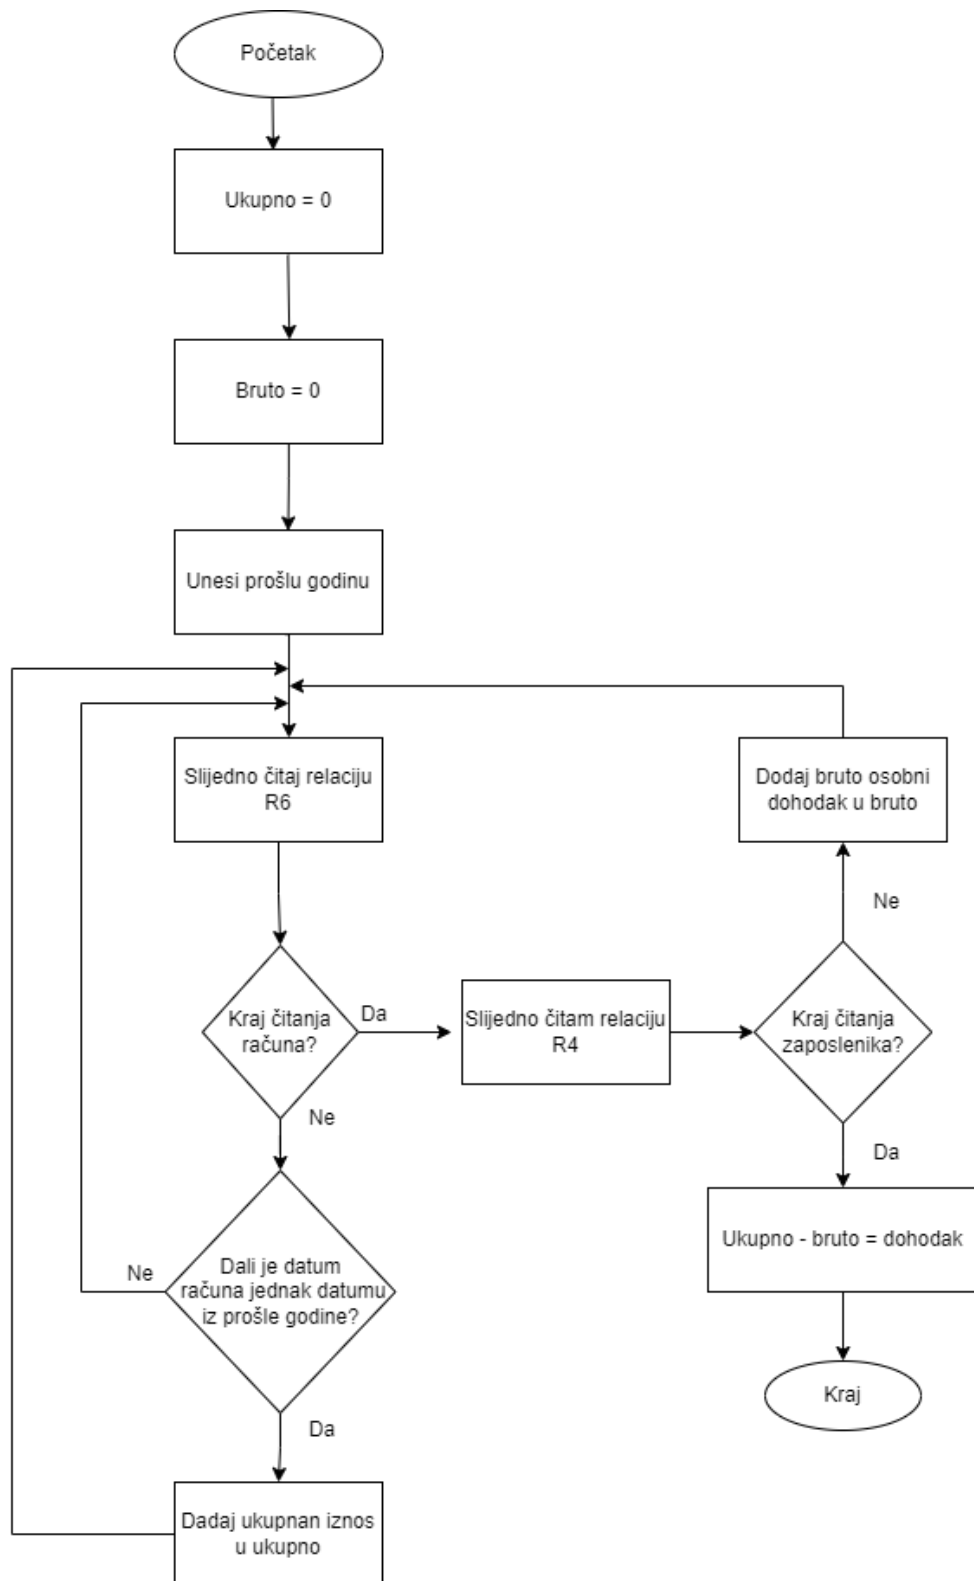 Početak
Ukupno = 0
Bruto = 0
Unesi prošlu godinu
Slijedno čitaj relaciju
R6
Dodaj bruto osobni
dohodak u bruto
Ne
Kraj čitanja
računa?
Da
Slijedno čitam relaciju
R4
Kraj čitanja
zaposlenika?
Ne
Da
Dali je datum
računa jednak datumu
iz prošle godine?
Ne
Ukupno - bruto = dohodak
Kraj
Da
Dadaj ukupnan iznos
u ukupno